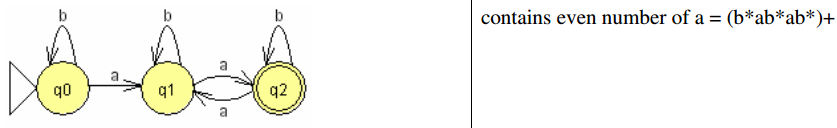 b b b
a a
q0 q1 q2
a
contains even number of a = (b*ab*ab*)+